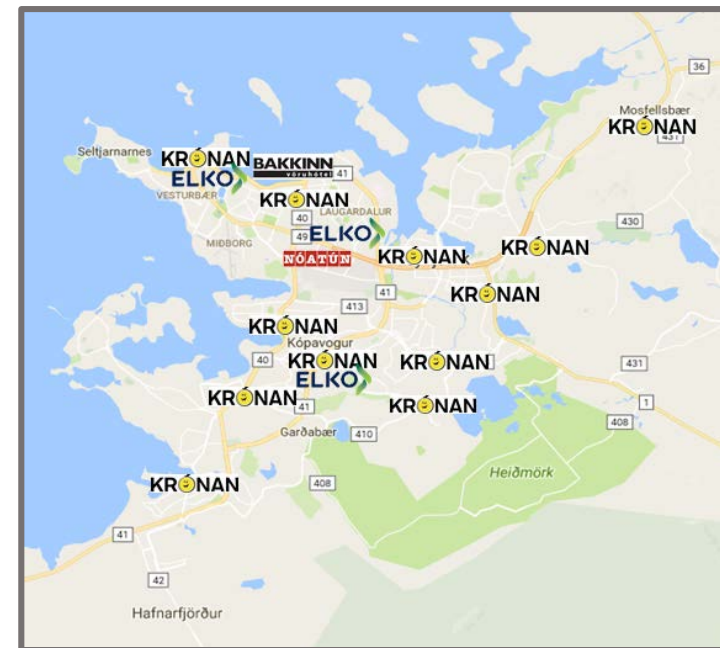 36
Mosfellsbær
KRÓNAN
431
Seltjarnarnes
KRÓNAN
BAKKINN
vöruhótel
41
ELKO
VESTURBÆR
KRÓNAN
LAUGARDALUR
40
430
49
ELKO
MIÐBORG
KRÓNAN
NÓATÚN
KRÓNAN
41
KRÓNAN
413
KRÓNAN
Kópavogur
40
KRÓNAN
KRÓNAN
431
ELKO
KRÓNAN
41
KRÓNAN
1
408
Garðabær
410
Heiðmörk
KRÓNAN
408
41
42
Hafnarfjörður